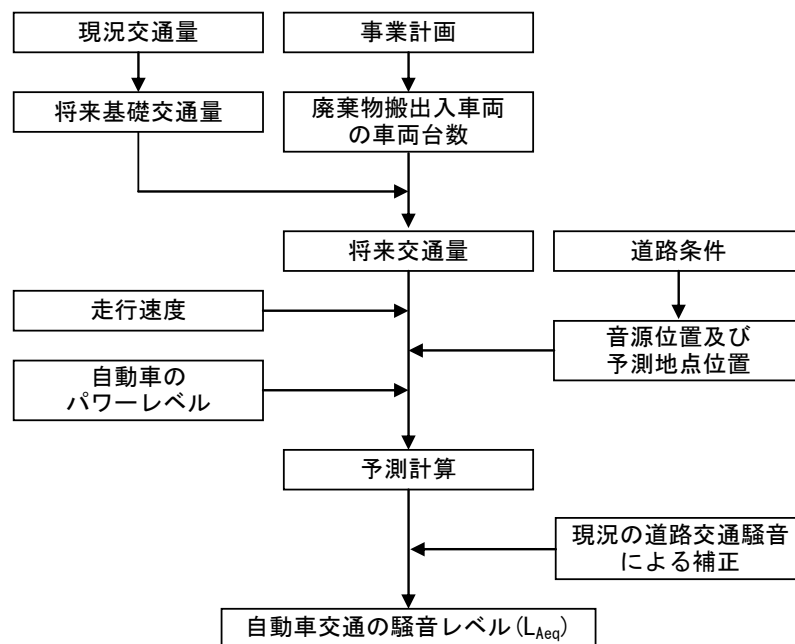 現況交通量
事業計画
将来基礎交通量
廃棄物搬出入車両
の車両台数
将来交通量
道路条件
走行速度
音源位置及び
予測地点位置
自動車の
パワーレベル
予測計算
現況の道路交通騒音
による補正
自動車交通の騒音レベル(LAeq)